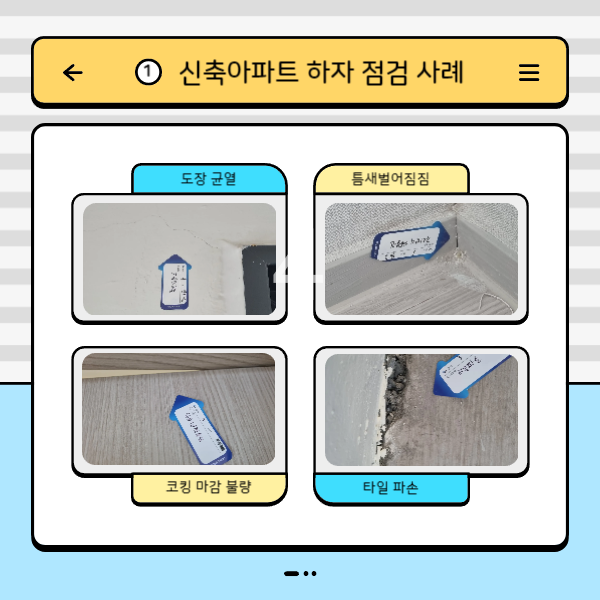 ① 신축아파트 하자 점검 사례
도장 균열
틈새벌어짐짐
코킹 마감 불량
타일 파손